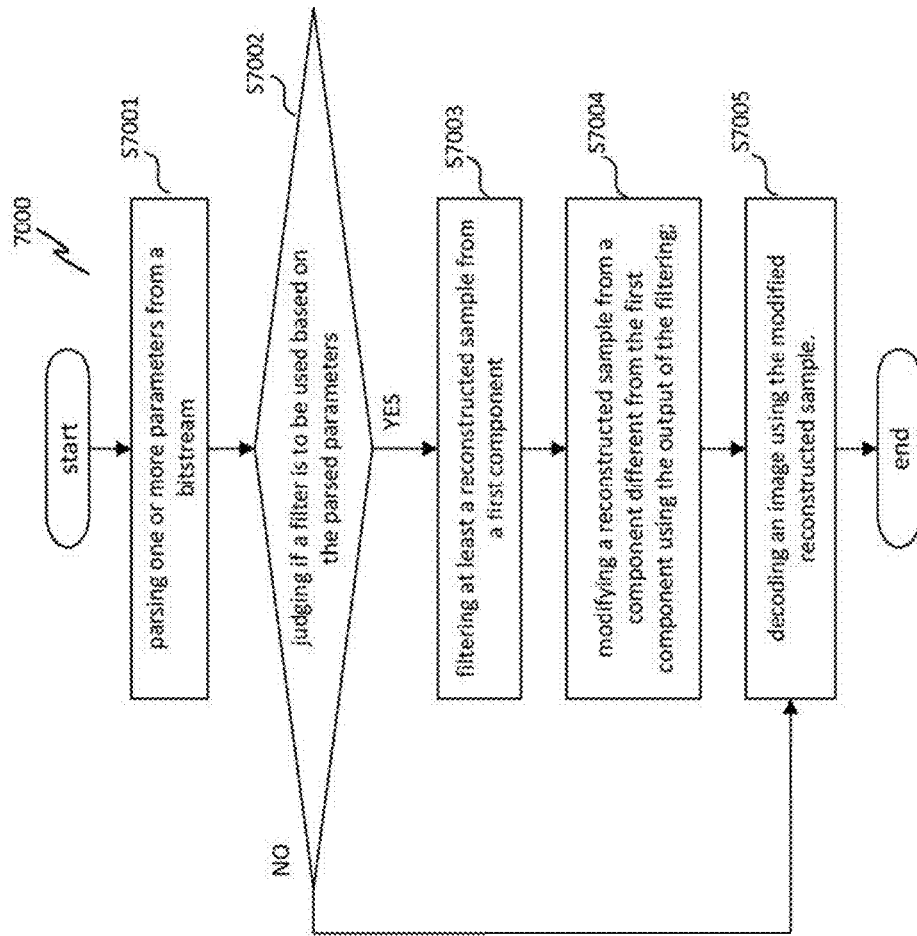 7000
start
S7001
parsing one or more parameters from a
bitstream
S7002
judging if a filter is to be used based on
the parsed parameters
NO
YES
S7003
filtering at least a reconstructed sample from
a first component
S7004
modifying a reconstructed sample from a
component different from the first
component using the output of the filtering;
S7005
decoding an image using the modified
reconstructed sample.
end